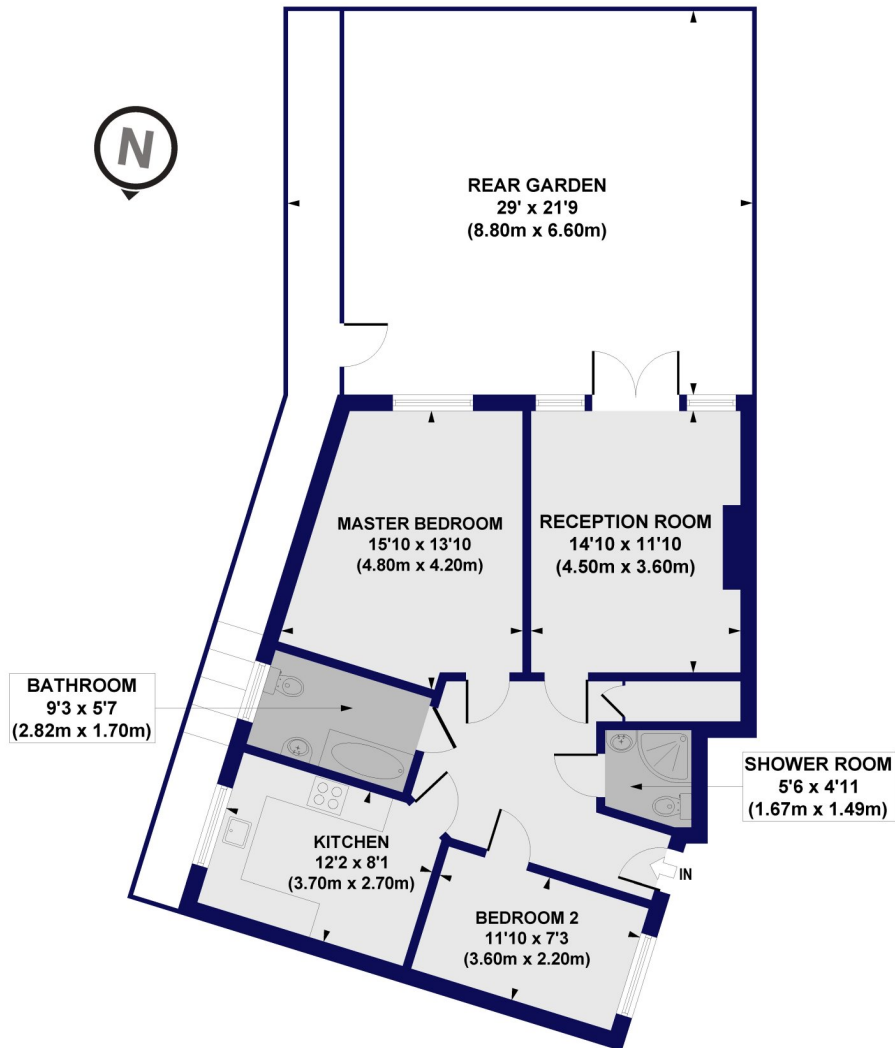 N
REAR GARDEN
29' x 21'9
(8.80m x 6.60m)
MASTER BEDROOM
15'10 x 13'10
(4.80m x 4.20m)
RECEPTION ROOM
14'10 x 11'10
(4.50m x 3.60m)
BATHROOM
9'3 x 5'7
(2.82m x 1.70m)
SHOWER ROOM
5'6 x 4'11
(1.67m x 1.49m)
KITCHEN
12'2 x 8'1
(3.70m x 2.70m)
IN
BEDROOM 2
11'10 x 7'3
(3.60m x 2.20m)